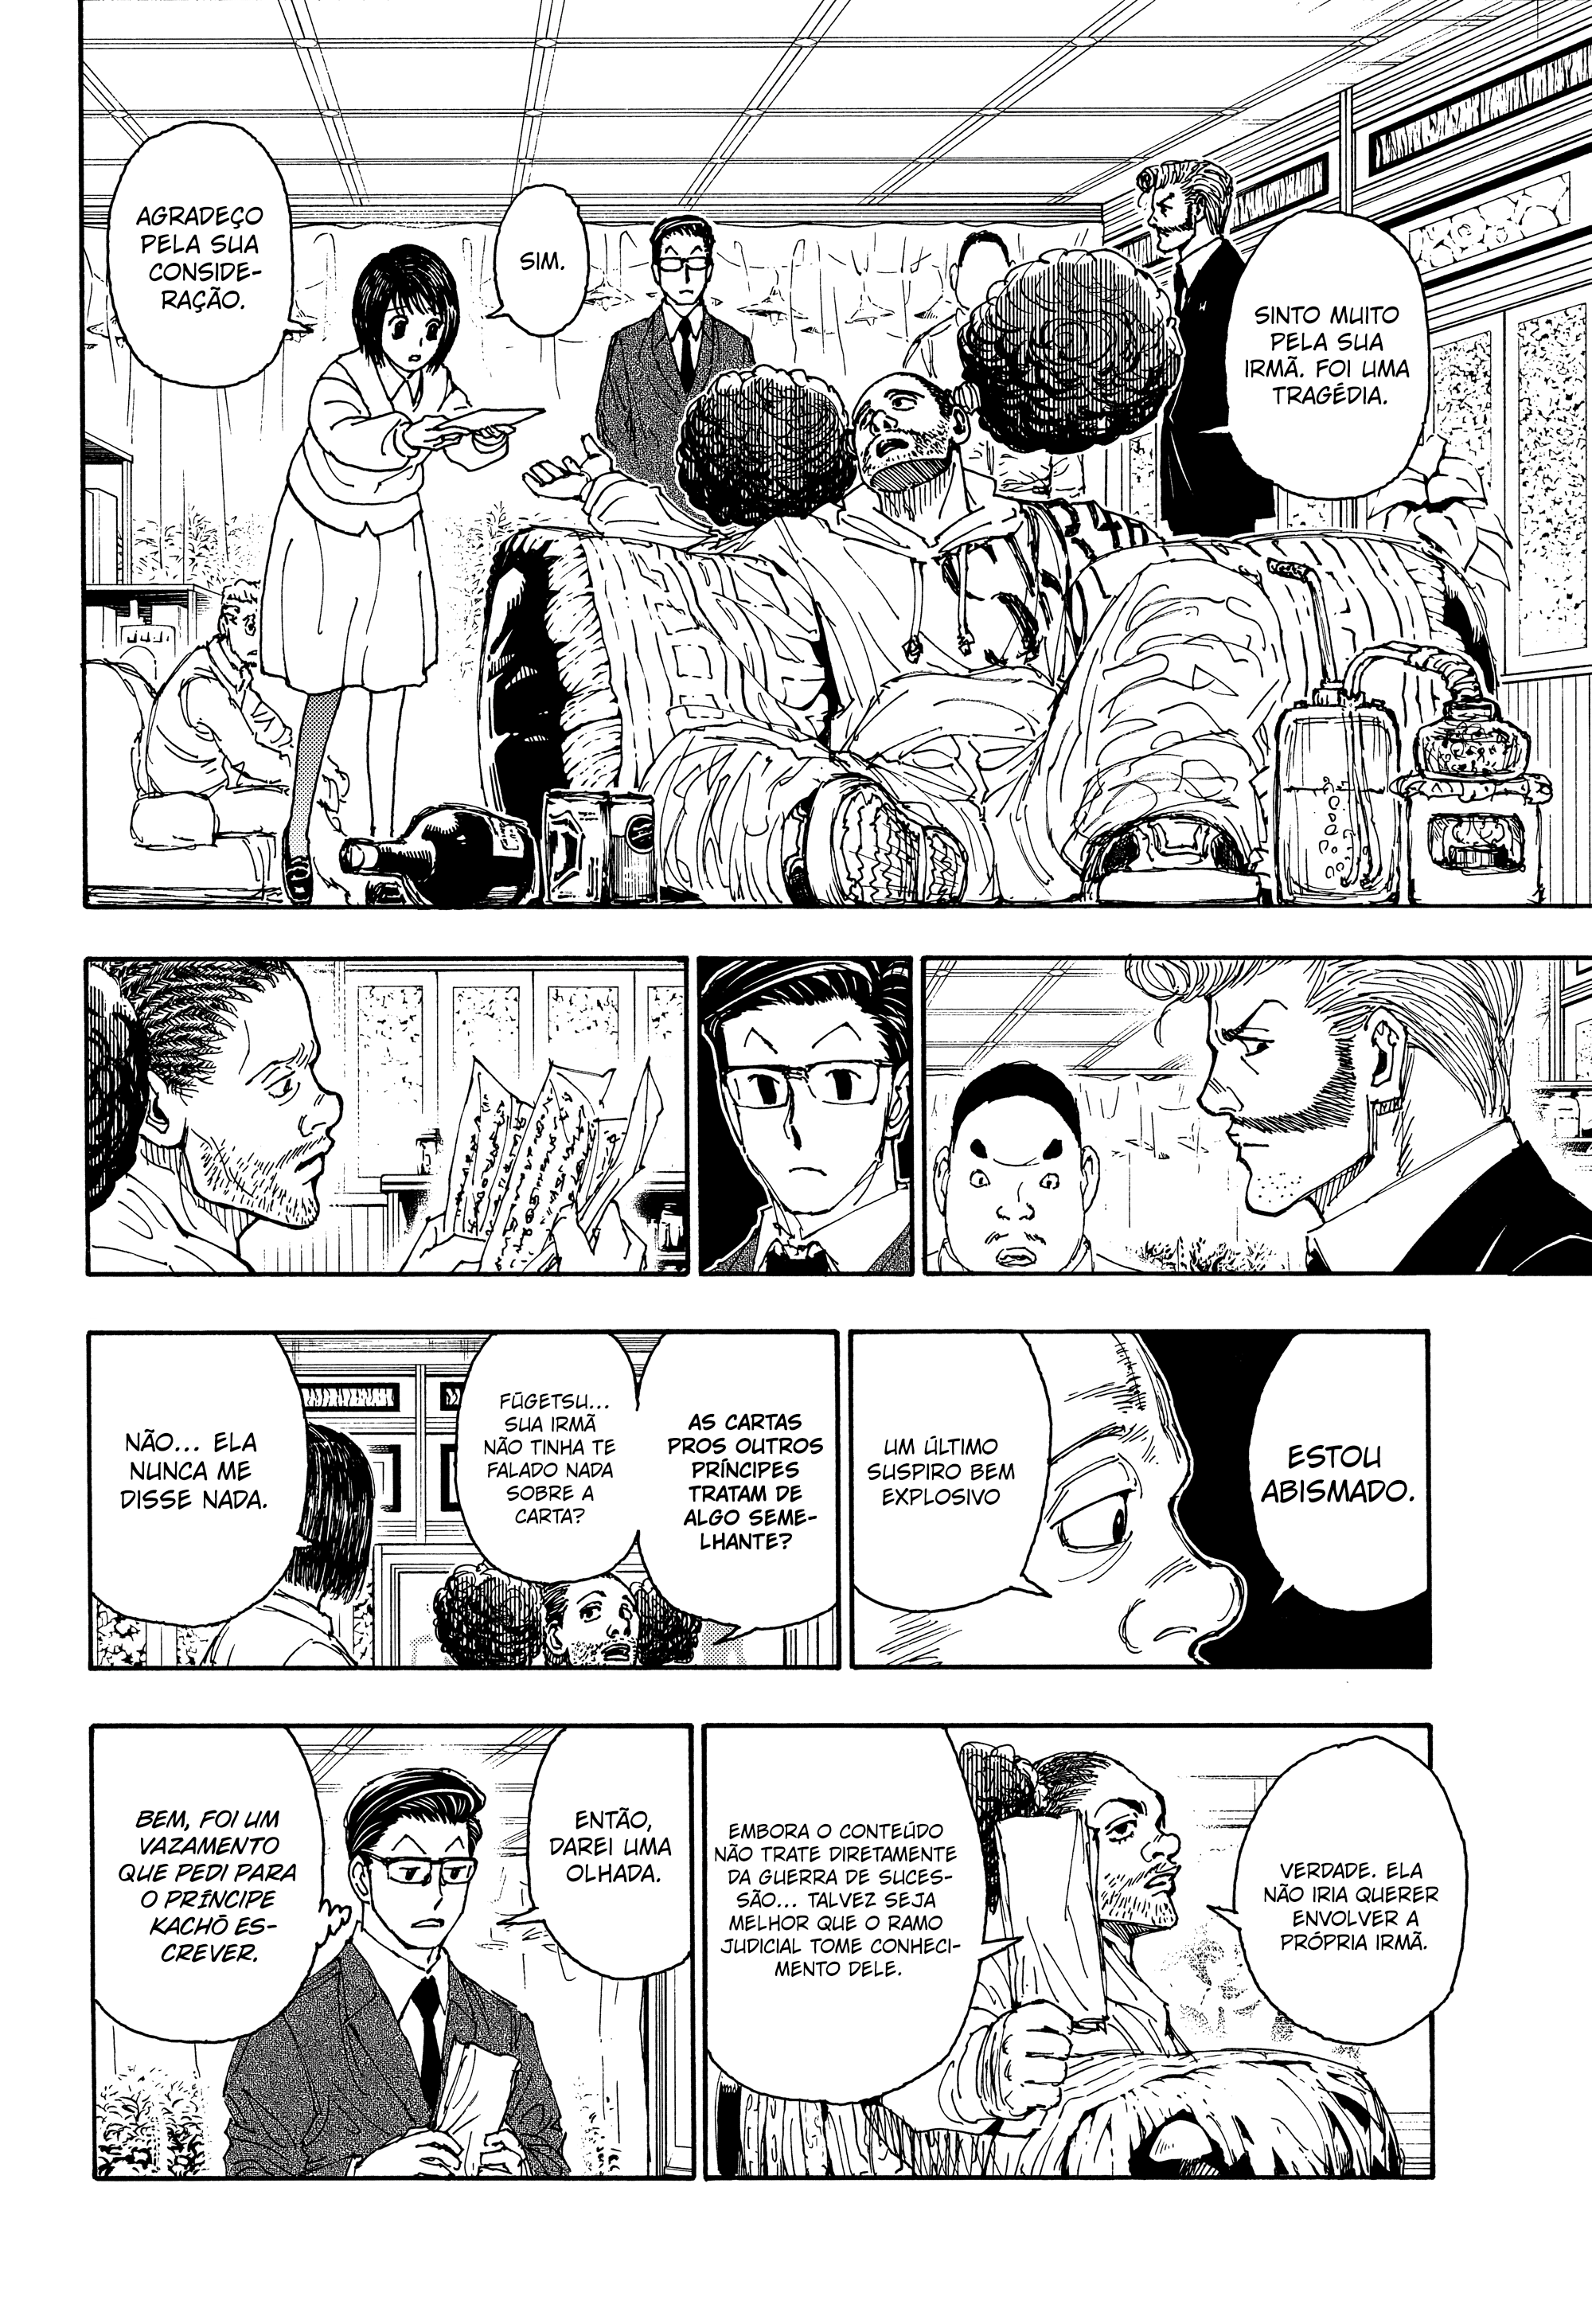 SINTO MUITO
PELA SUA
IRMÃ. FOI UMA
TRAGÉDIA.
SIM.
AGRADEÇO
PELA SUA
CONSIDE-
RAÇÃO.
ESTOU
ABISMADO.
UM ÚLTIMO
SUSPIRO BEM
EXPLOSIVO
AS CARTAS
PROS OUTROS
PRÍNCIPES
TRATAM DE
ALGO SEME-
LHANTE?
FŪGETSU...
SUA IRMÃ
NÃO TINHA TE
FALADO NADA
SOBRE A
CARTA?
NÃO... ELA
NUNCA ME
DISSE NADA.
VERDADE. ELA
NÃO IRIA QUERER
ENVOLVER A
PRÓPRIA IRMÃ.
EMBORA O CONTEÚDO
NÃO TRATE DIRETAMENTE
DA GUERRA DE SUCES-
SÃO... TALVEZ SEJA
MELHOR QUE O RAMO
JUDICIAL TOME CONHECI-
MENTO DELE.
ENTÃO,
DAREI UMA
OLHADA.
BEM, FOI UM
VAZAMENTO
QUE PEDI PARA
O PRÍNCIPE
KACHŌ ES-
CREVER.